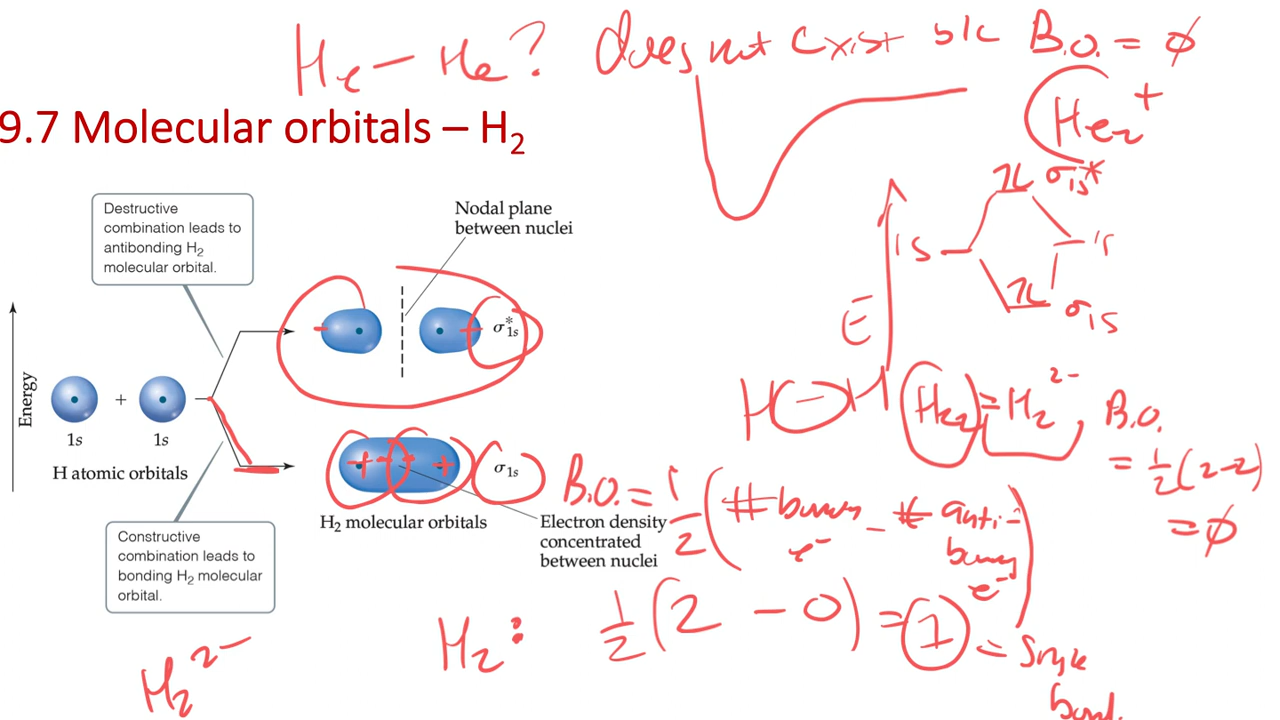 He – He ? does not exist b/c B.O. = ∅
He₂⁺
9.7 Molecular orbitals – H₂
Destructive
combination leads to
antibonding H₂
molecular orbital.
Nodal plane
between nuclei
σ*1s
Energy
1s
+
1s
H atomic orbitals
σ1s
H₂ molecular orbitals
Electron density
concentrated
between nuclei
Constructive
combination leads to
bonding H₂ molecular
orbital.
E
1s
σ1s*
1s
σ1s
H – H
He₂ = H₂²⁻, B.O.
= ½(2-2)
= ∅
B.O. = ½ (# bonding e⁻ – # anti-
bonding
e⁻)
H₂ : ½ (2 – 0) = 1 = single
bond
H₂²⁻